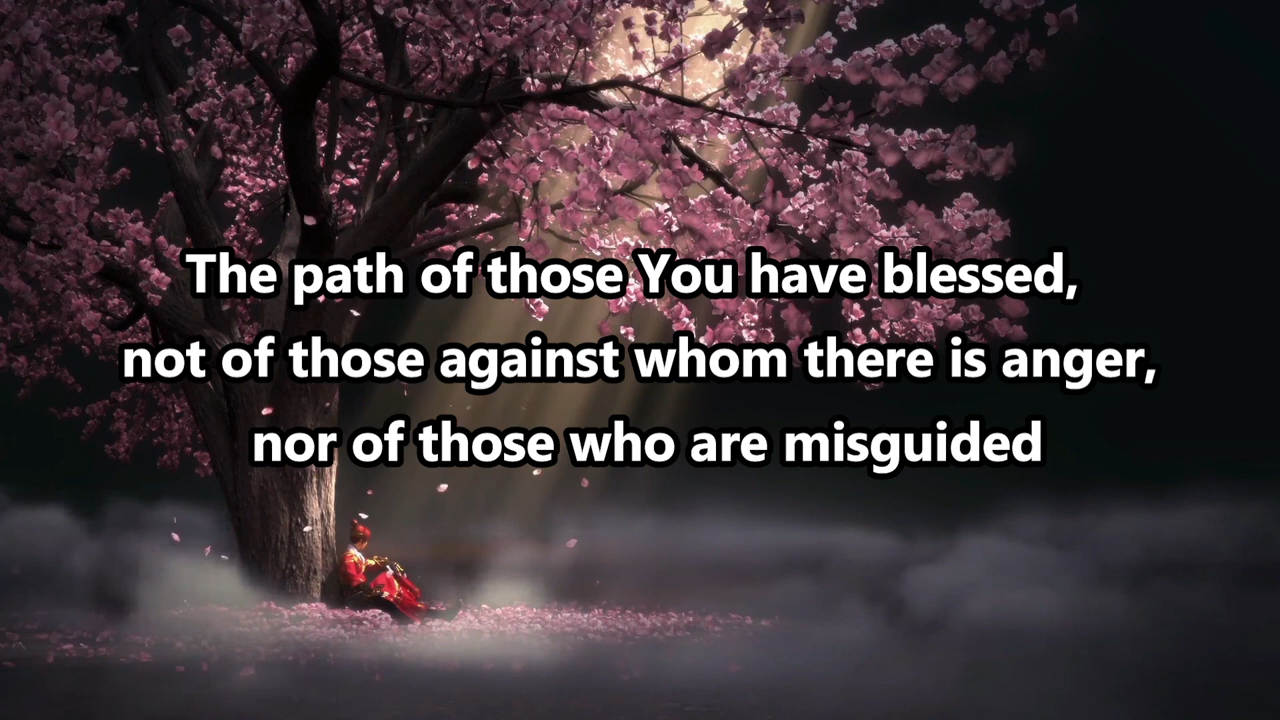 The path of those You have blessed,
not of those against whom there is anger,
nor of those who are misguided